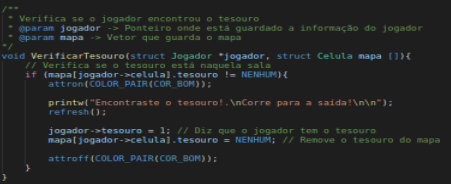 /**
 * Verifica se o jogador encontrou o tesouro
 * @param jogador -> Ponteiro onde está guardado a informação do jogador
 * @param mapa -> Vetor que guarda o mapa
*/
void VerificarTesouro(struct Jogador *jogador, struct Celula mapa []){
    // Verifica se o tesouro está naquela sala
    if (mapa[jogador->celula].tesouro != NENHUM){
        attron(COLOR_PAIR(COR_BOM));
        printw("Encontraste o tesouro!.\nCorre para a saida!\n\n");
        refresh();
        jogador->tesouro = 1; // Diz que o jogador tem o tesouro
        mapa[jogador->celula].tesouro = NENHUM; // Remove o tesouro do mapa
        attroff(COLOR_PAIR(COR_BOM));
    }
}